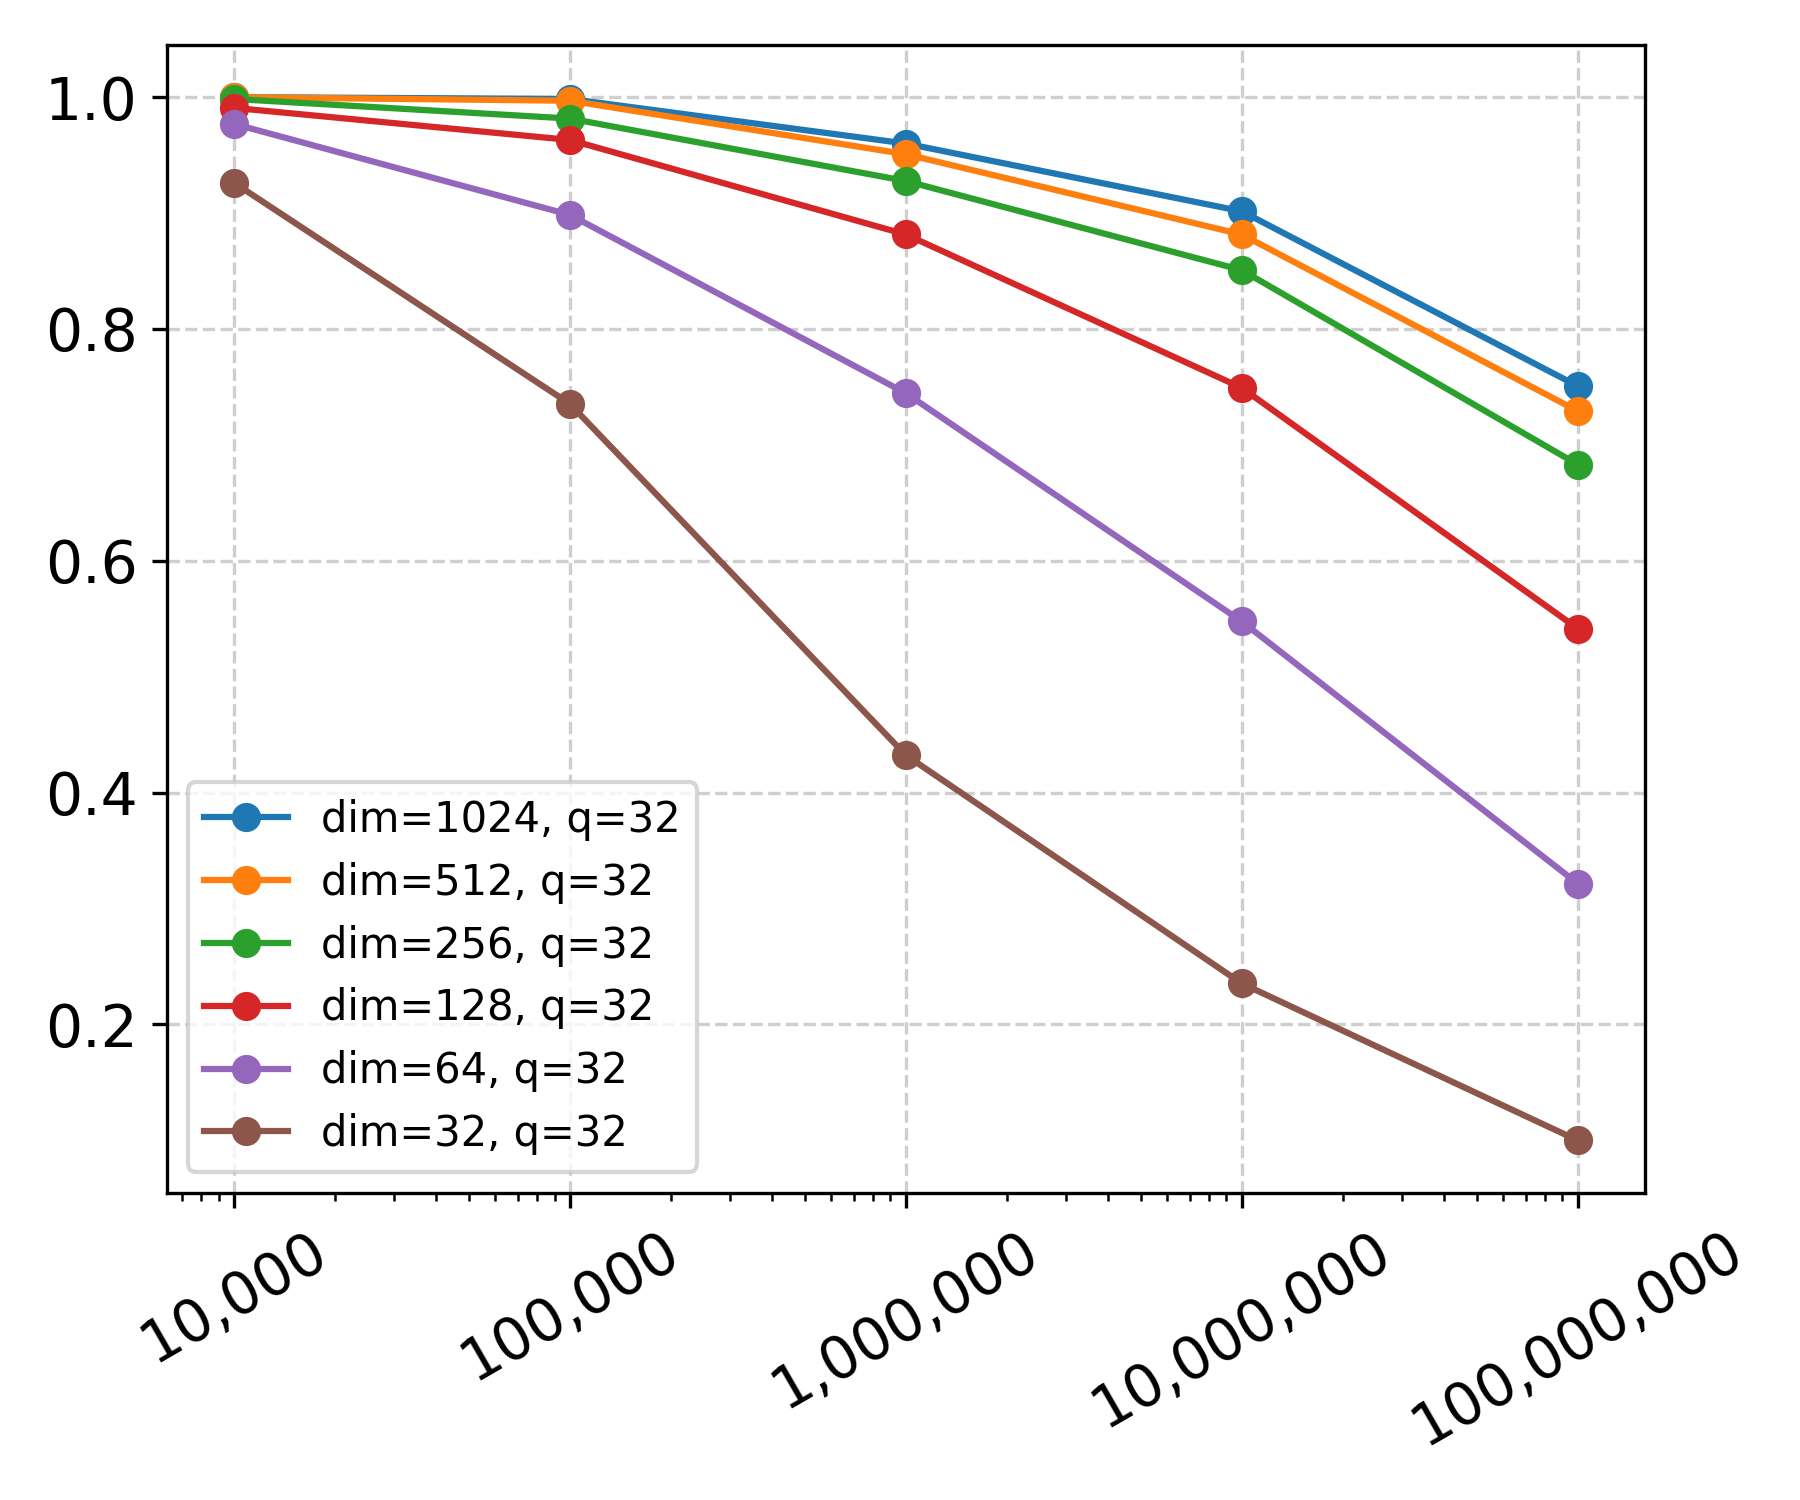 1.0
0.8
0.6
0.4
0.2
dim=1024, q=32
dim=512, q=32
dim=256, q=32
dim=128, q=32
dim=64, q=32
dim=32, q=32
10,000
100,000
1,000,000
10,000,000
100,000,000